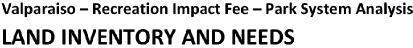 Valparaiso – Recreation Impact Fee – Park System Analysis
LAND INVENTORY AND NEEDS